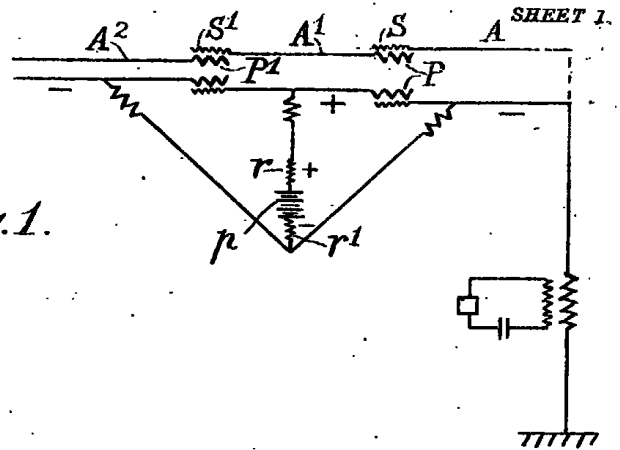 SHEET 1.
A² S¹ A¹ S A
P¹ P
− + −
r +
p − r¹
.1.